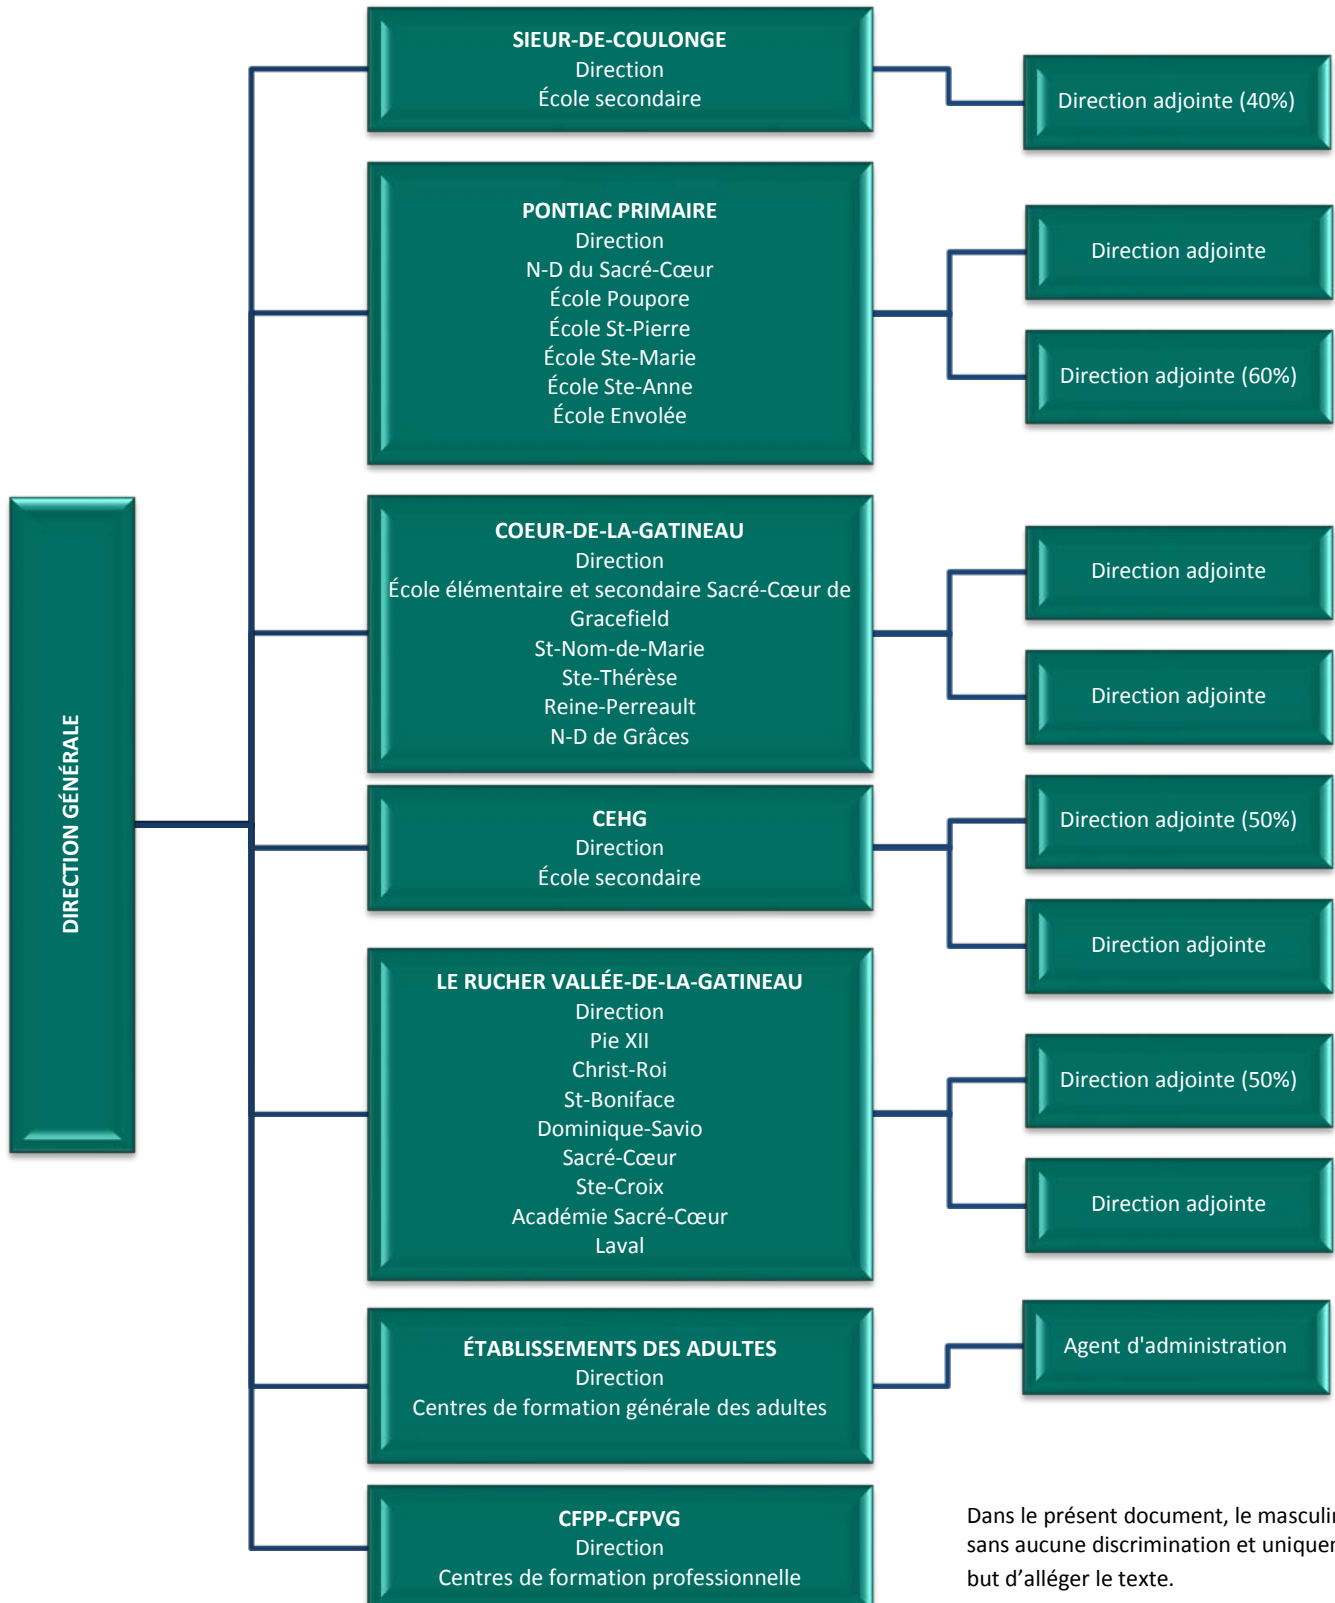 DIRECTION GÉNÉRALE
SIEUR-DE-COULONGE
Direction
École secondaire
Direction adjointe (40%)
PONTIAC PRIMAIRE
Direction
N-D du Sacré-Cœur
École Poupore
École St-Pierre
École Ste-Marie
École Ste-Anne
École Envolée
Direction adjointe
Direction adjointe (60%)
COEUR-DE-LA-GATINEAU
Direction
École élémentaire et secondaire Sacré-Cœur de
Gracefield
St-Nom-de-Marie
Ste-Thérèse
Reine-Perreault
N-D de Grâces
Direction adjointe
Direction adjointe
CEHG
Direction
École secondaire
Direction adjointe (50%)
Direction adjointe
LE RUCHER VALLÉE-DE-LA-GATINEAU
Direction
Pie XII
Christ-Roi
St-Boniface
Dominique-Savio
Sacré-Cœur
Ste-Croix
Académie Sacré-Cœur
Laval
Direction adjointe (50%)
Direction adjointe
ÉTABLISSEMENTS DES ADULTES
Direction
Centres de formation générale des adultes
Agent d'administration
CFPP-CFPVG
Direction
Centres de formation professionnelle
Dans le présent document, le
sans aucune discrimination et
but d'alléger le texte.